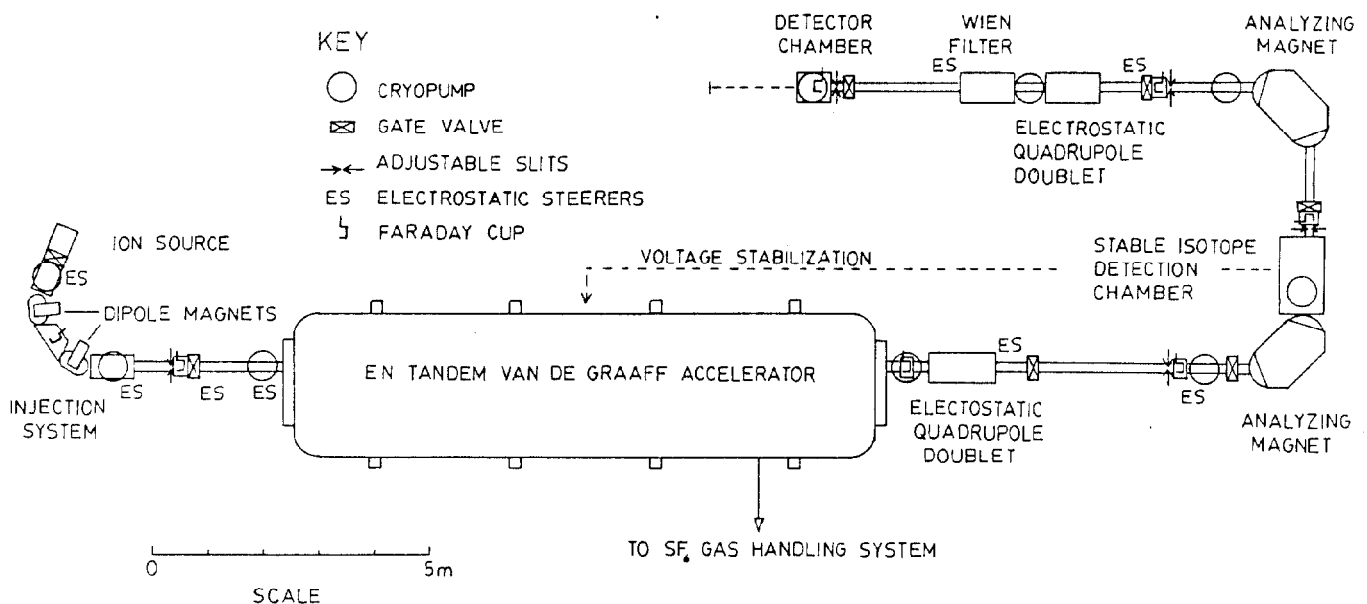 KEY
CRYOPUMP
GATE VALVE
ADJUSTABLE SLITS
ES ELECTROSTATIC STEERERS
FARADAY CUP
DETECTOR
CHAMBER
WIEN
FILTER
ANALYZING
MAGNET
ES
ES
ELECTROSTATIC
QUADRUPOLE
DOUBLET
ION SOURCE
ES
DIPOLE MAGNETS
VOLTAGE STABILIZATION
STABLE ISOTOPE
DETECTION
CHAMBER
INJECTION
SYSTEM
ES
ES
ES
EN TANDEM VAN DE GRAAFF ACCELERATOR
ES
ELECTOSTATIC
QUADRUPOLE
DOUBLET
ES
ANALYZING
MAGNET
TO SF6 GAS HANDLING SYSTEM
0
5m
SCALE